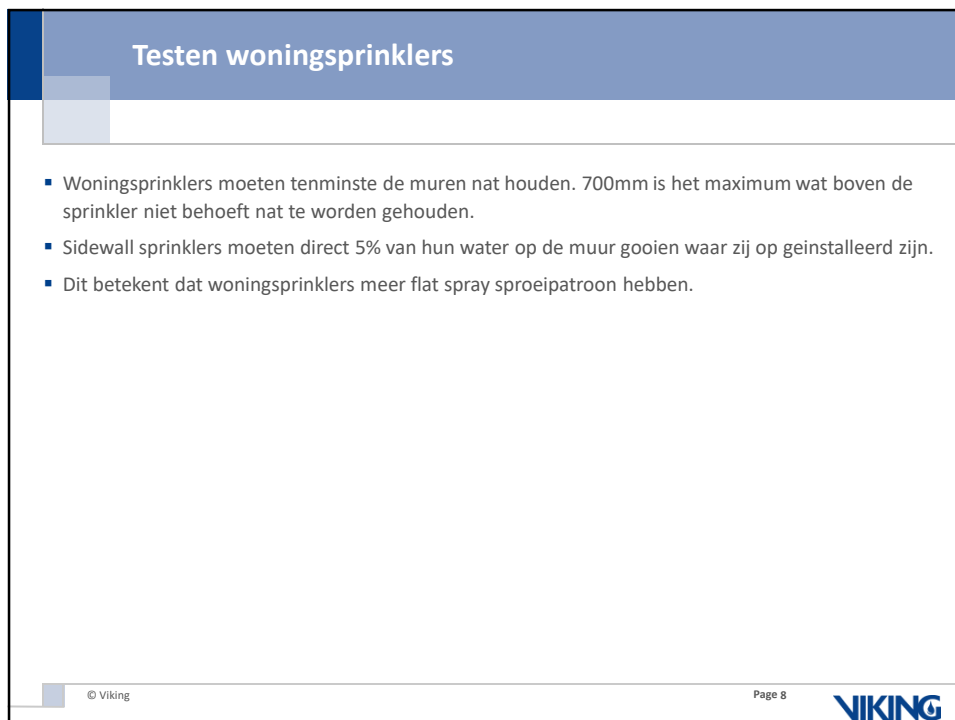 Testen woningsprinklers
▪ Woningsprinklers moeten tenminste de muren nat houden. 700mm is het maximum wat boven de
sprinkler niet behoeft nat te worden gehouden.
▪ Sidewall sprinklers moeten direct 5% van hun water op de muur gooien waar zij op geinstalleerd zijn.
▪ Dit betekent dat woningsprinklers meer flat spray sproeipatroon hebben.
© Viking
Page 8
VIKING